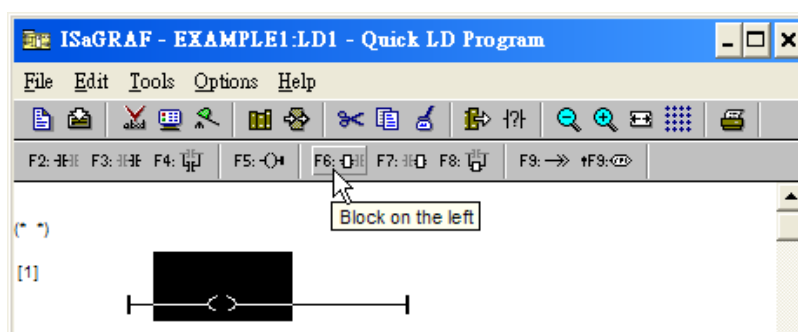 ISaGRAF - EXAMPLE1:LD1 - Quick LD Program
File Edit Tools Options Help
F2: F3: F4: F5: F6: F7: F8: F9: F9:
Block on the left
(* *)
[1]